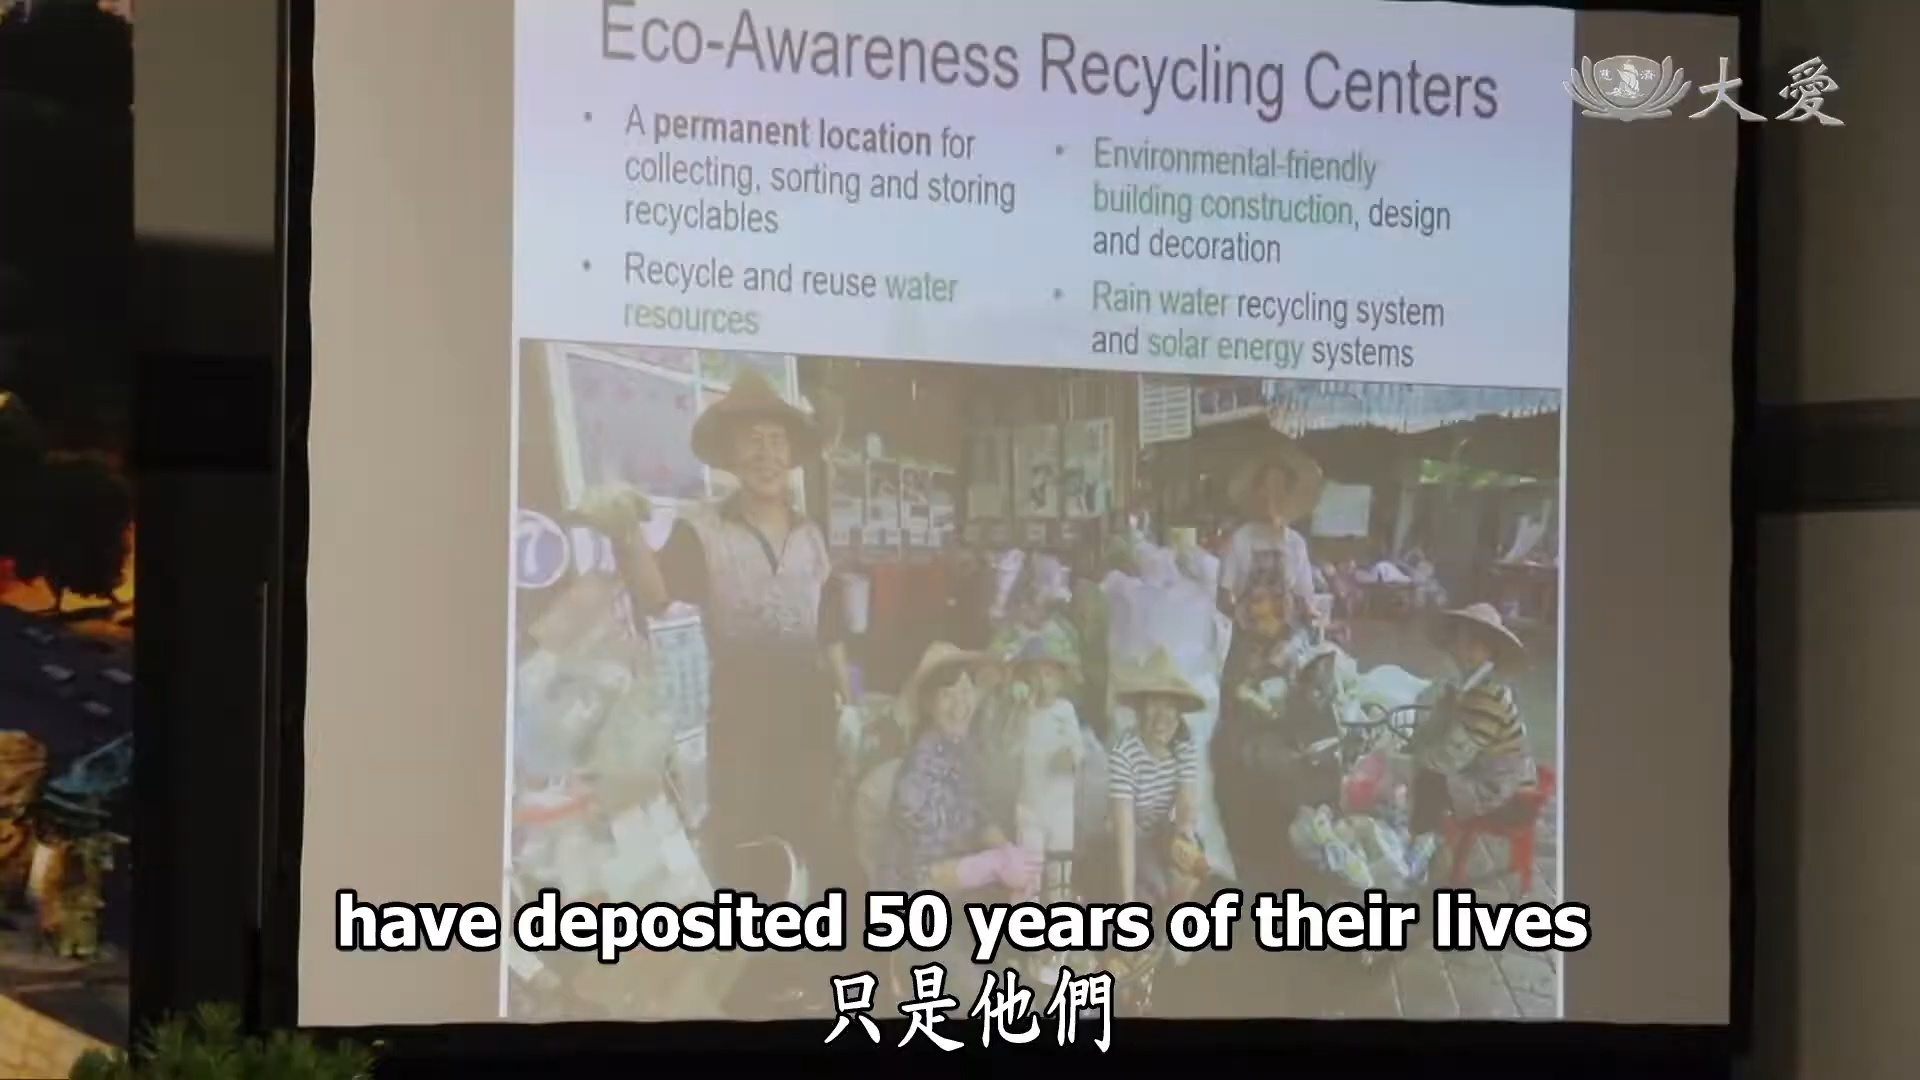 Eco-Awareness Recycling Centers
大愛
• A permanent location for
collecting, sorting and storing
recyclables
• Recycle and reuse water
resources
• Environmental-friendly
building construction, design
and decoration
• Rain water recycling system
and solar energy systems
have deposited 50 years of their lives
只是他們